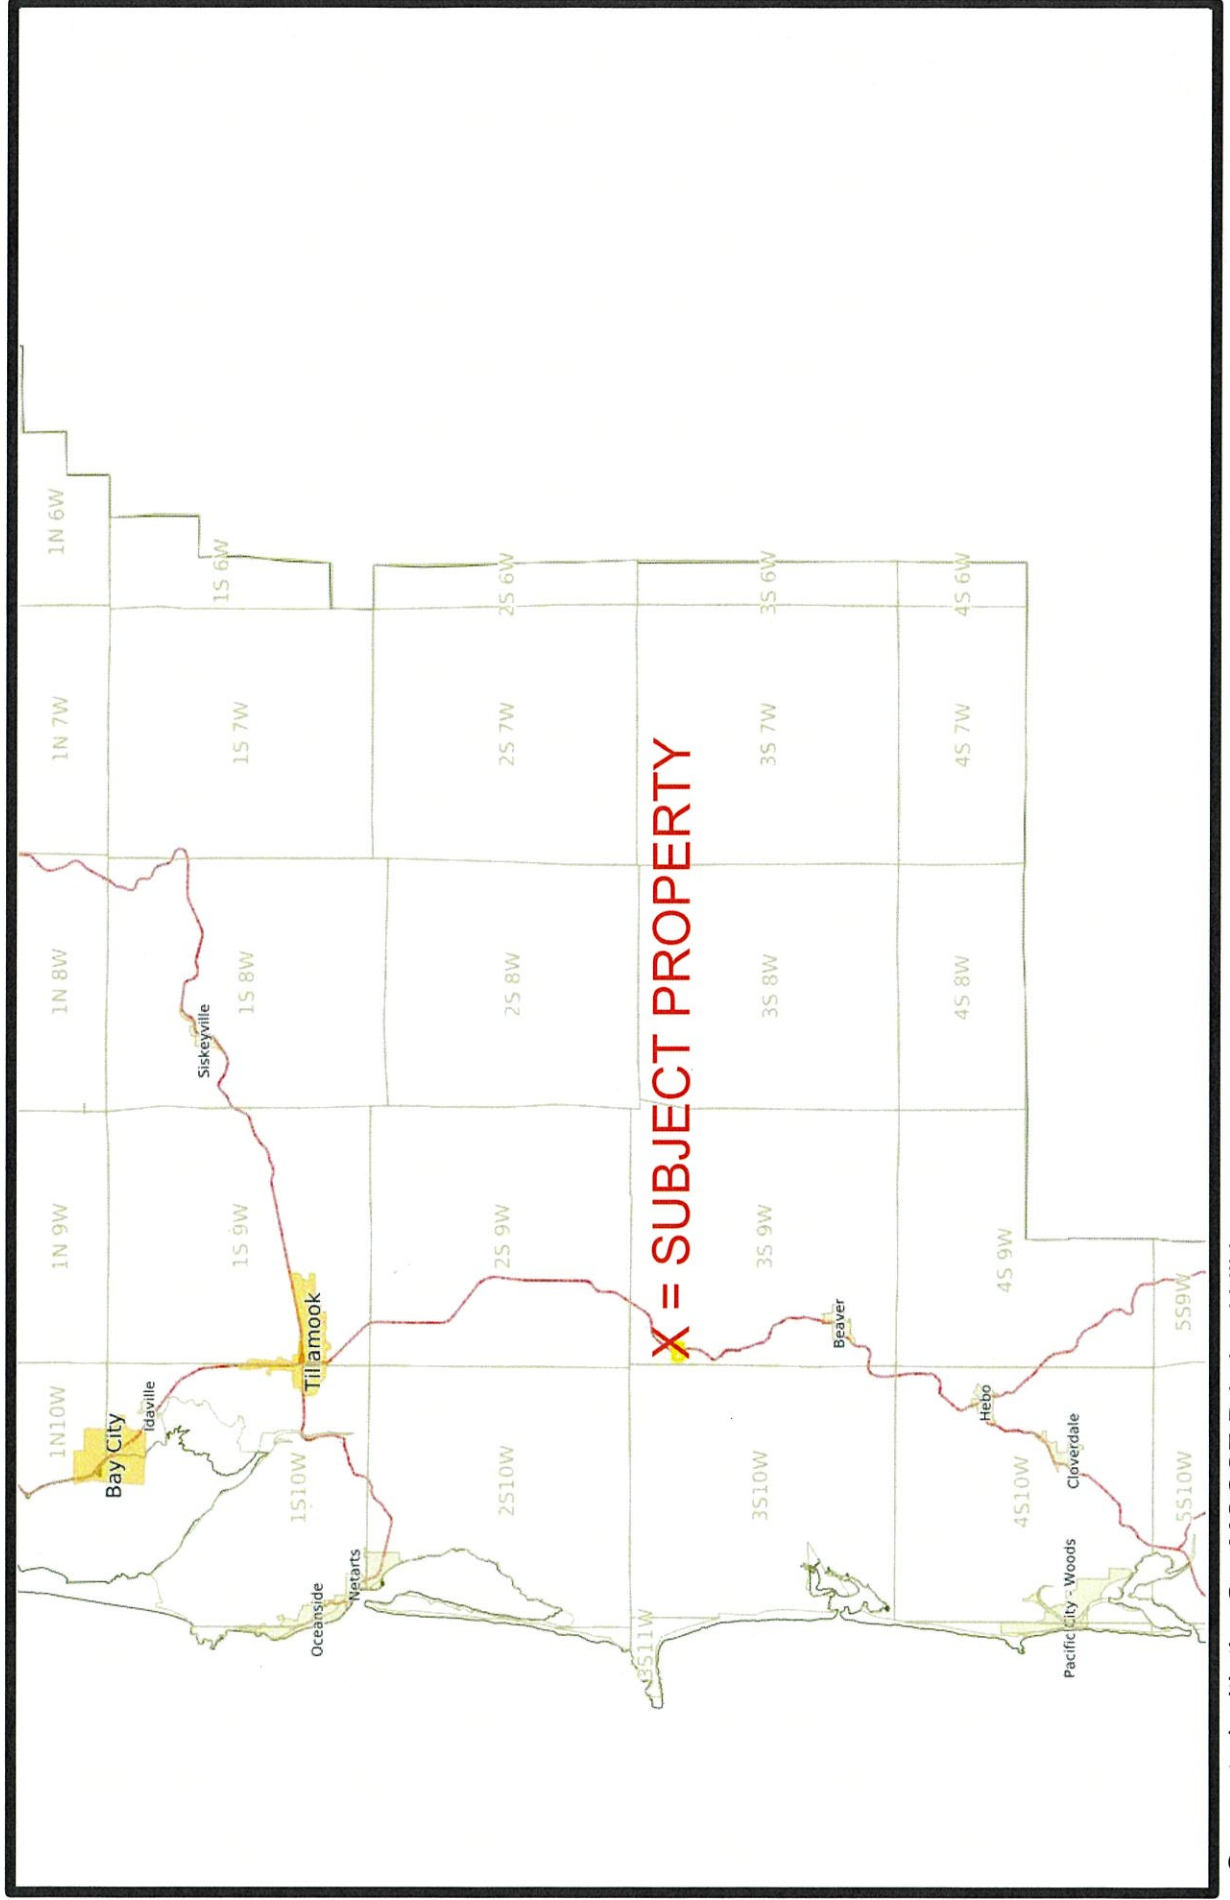 1N10W
1N 9W
1N 8W
1N 7W
1N 6W
Bay City
Idaville
Siskeyville
1S10W
1S 9W
1S 8W
1S 7W
1S 6W
Tillamook
Oceanside
Netarts
2S10W
2S 9W
2S 8W
2S 7W
2S 6W
3S11W
X = SUBJECT PROPERTY
3S10W
3S 9W
3S 8W
3S 7W
3S 6W
Beaver
4S10W
4S 9W
4S 8W
4S 7W
4S 6W
Hebo
Cloverdale
Pacific City - Woods
5S10W
5S9W